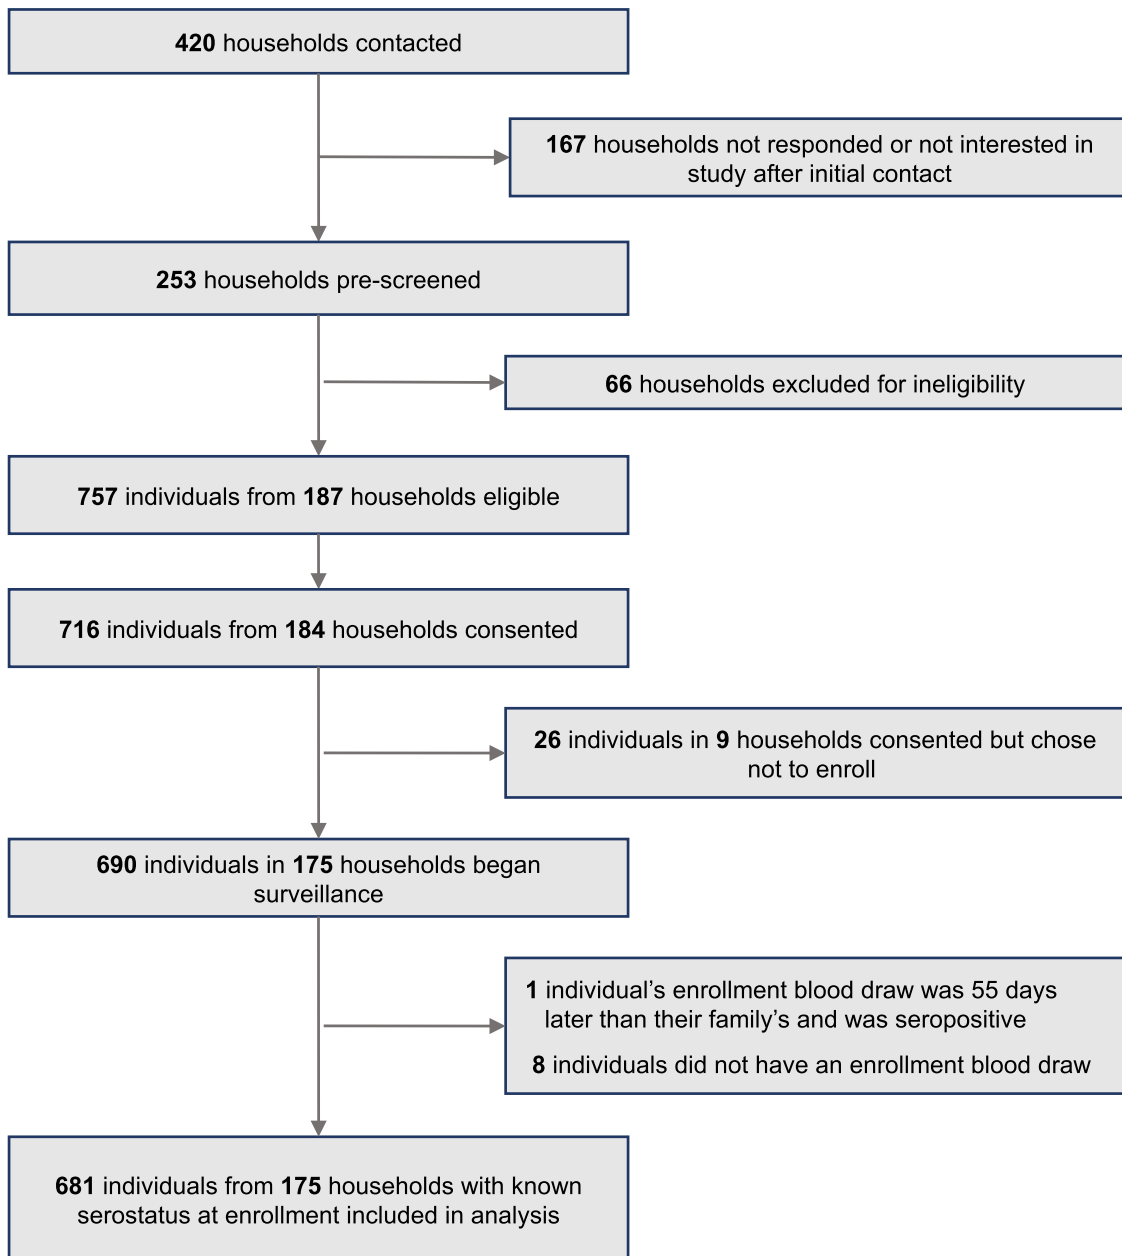 420 households contacted
167 households not responded or not interested in
study after initial contact
253 households pre-screened
66 households excluded for ineligibility
757 individuals from 187 households eligible
716 individuals from 184 households consented
26 individuals in 9 households consented but chose
not to enroll
690 individuals in 175 households began
surveillance
1 individual’s enrollment blood draw was 55 days
later than their family’s and was seropositive
8 individuals did not have an enrollment blood draw
681 individuals from 175 households with known
serostatus at enrollment included in analysis